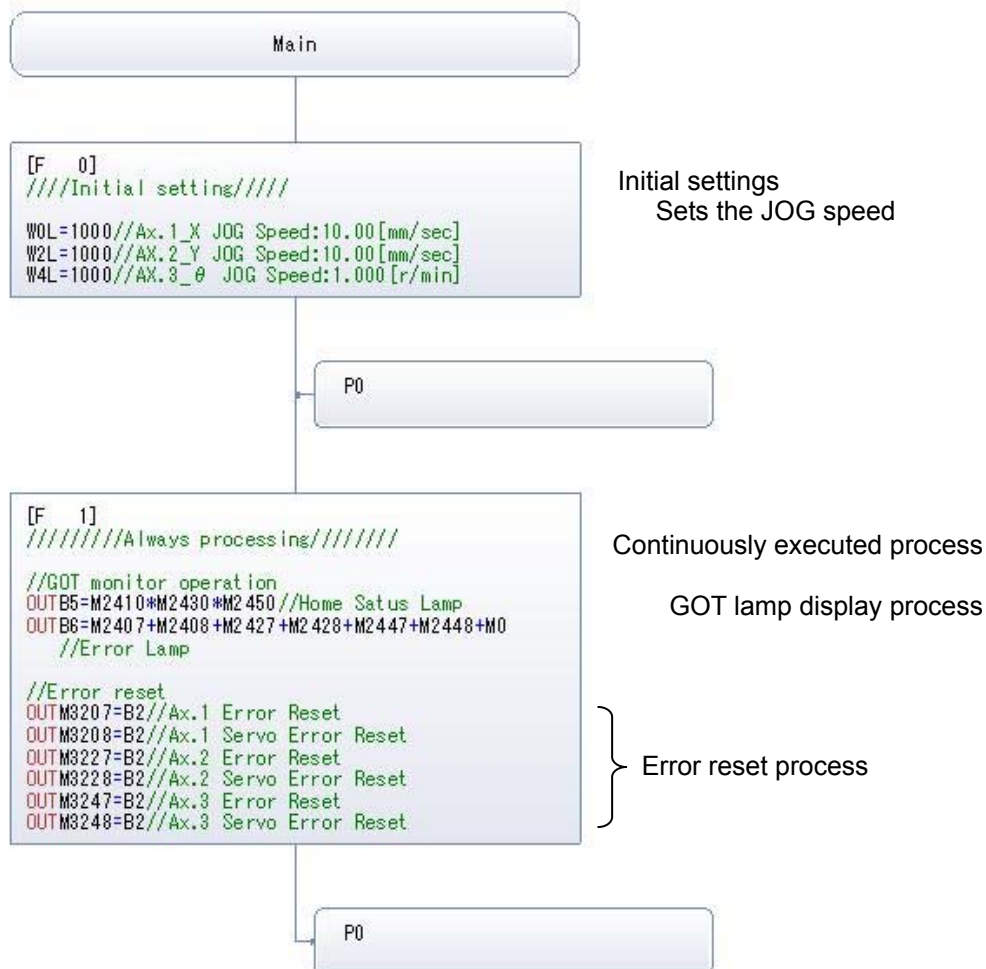 Main
[F 0]
////Initial setting/////
W0L=1000//Ax.1_X JOG Speed:10.00[mm/sec]
W2L=1000//AX.2_Y JOG Speed:10.00[mm/sec]
W4L=1000//AX.3_θ JOG Speed:1.000[r/min]
Initial settings
Sets the JOG speed
P0
[F 1]
/////////Always processing////////
//GOT monitor operation
OUTB5=M2410*M2430*M2450//Home Satus Lamp
OUTB6=M2407+M2408+M2427+M2428+M2447+M2448+M0
//Error Lamp
//Error reset
OUTM3207=B2//Ax.1 Error Reset
OUTM3208=B2//Ax.1 Servo Error Reset
OUTM3227=B2//Ax.2 Error Reset
OUTM3228=B2//Ax.2 Servo Error Reset
OUTM3247=B2//Ax.3 Error Reset
OUTM3248=B2//Ax.3 Servo Error Reset
Continuously executed process
GOT lamp display process
Error reset process
P0